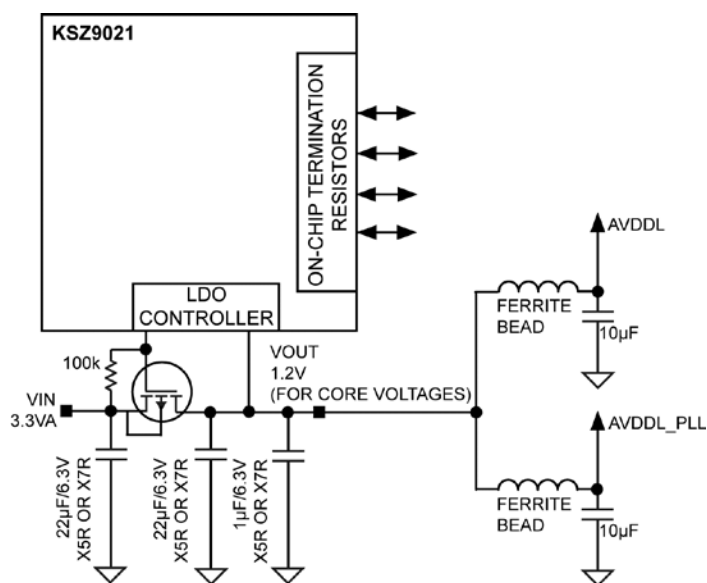 KSZ9021
ON-CHIP TERMINATION
RESISTORS
LDO
CONTROLLER
100k
VIN
3.3VA
VOUT
1.2V
(FOR CORE VOLTAGES)
22µF/6.3V
X5R OR X7R
22µF/6.3V
X5R OR X7R
1µF/6.3V
X5R OR X7R
AVDDL
FERRITE
BEAD
10µF
AVDDL_PLL
FERRITE
BEAD
10µF